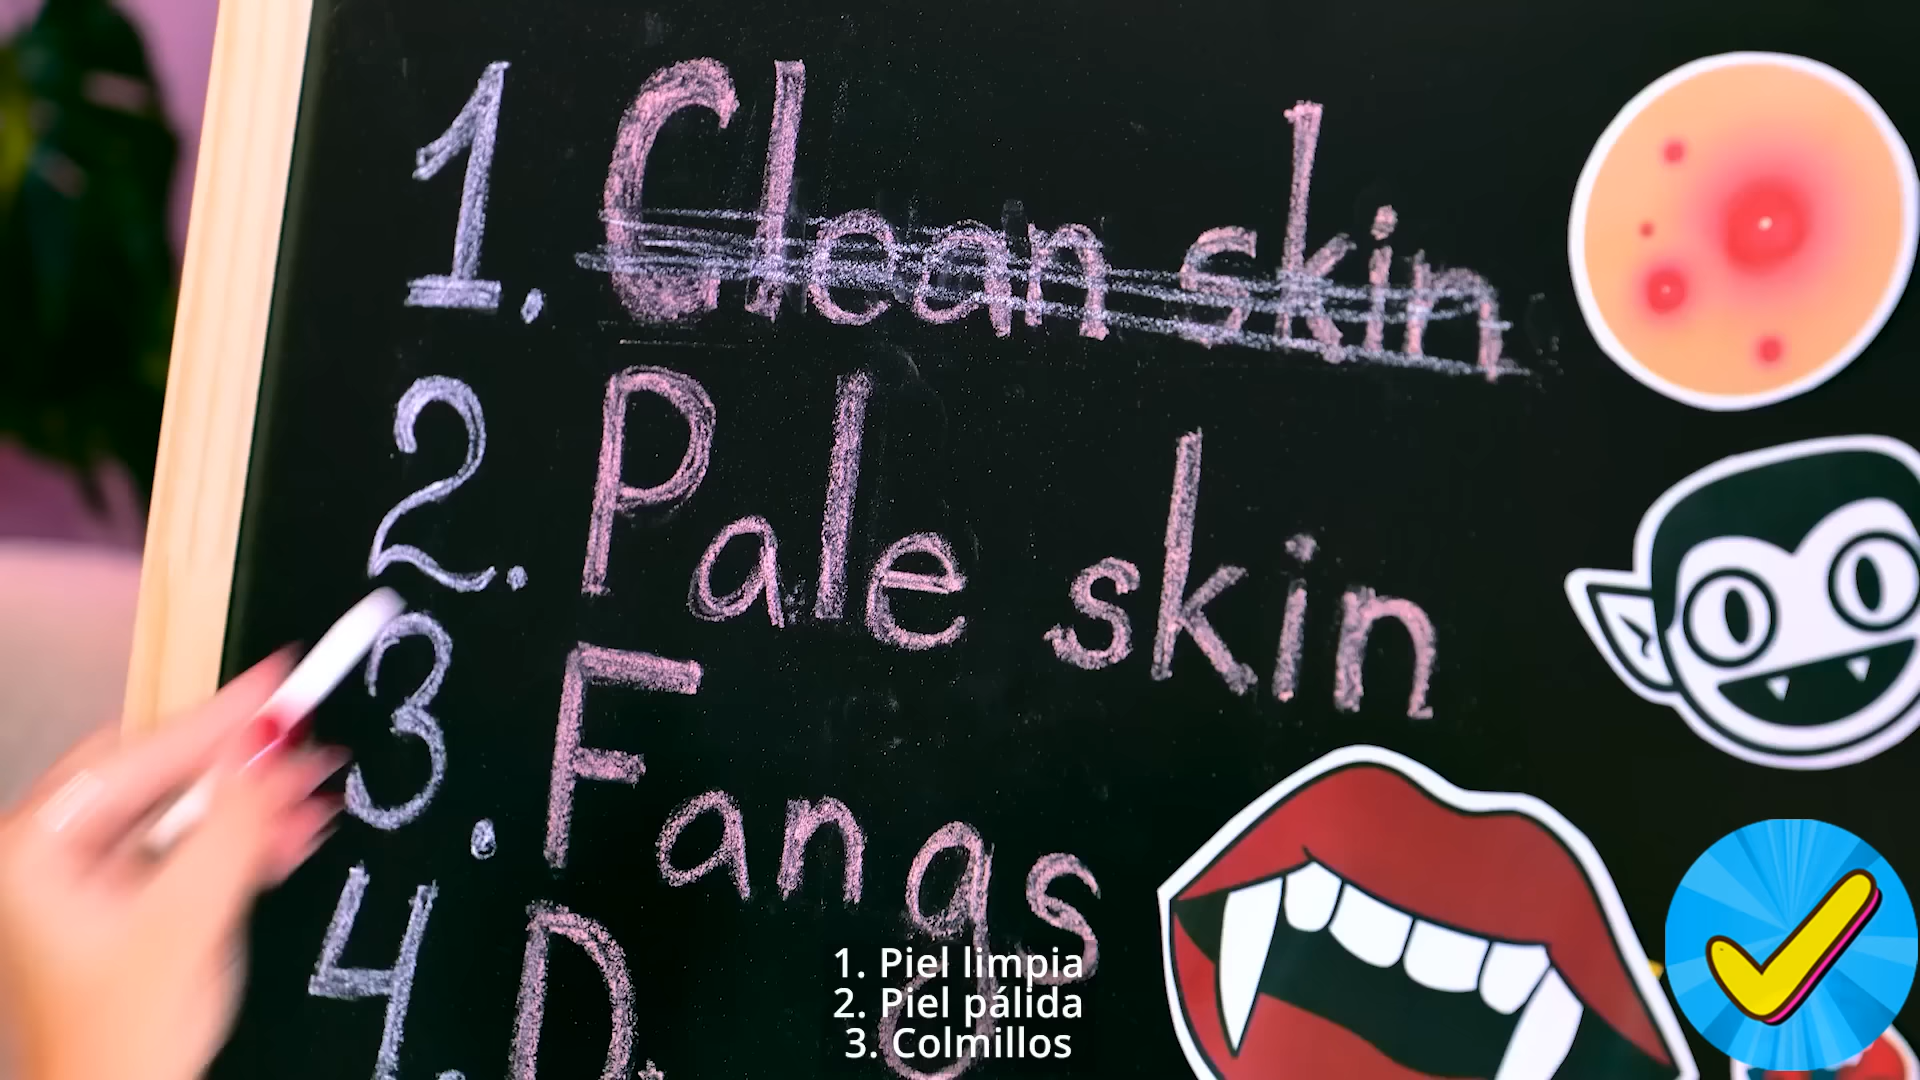 1. Clean skin
2. Pale skin
3. Fangs
4. D
1. Piel limpia
2. Piel pálida
3. Colmillos